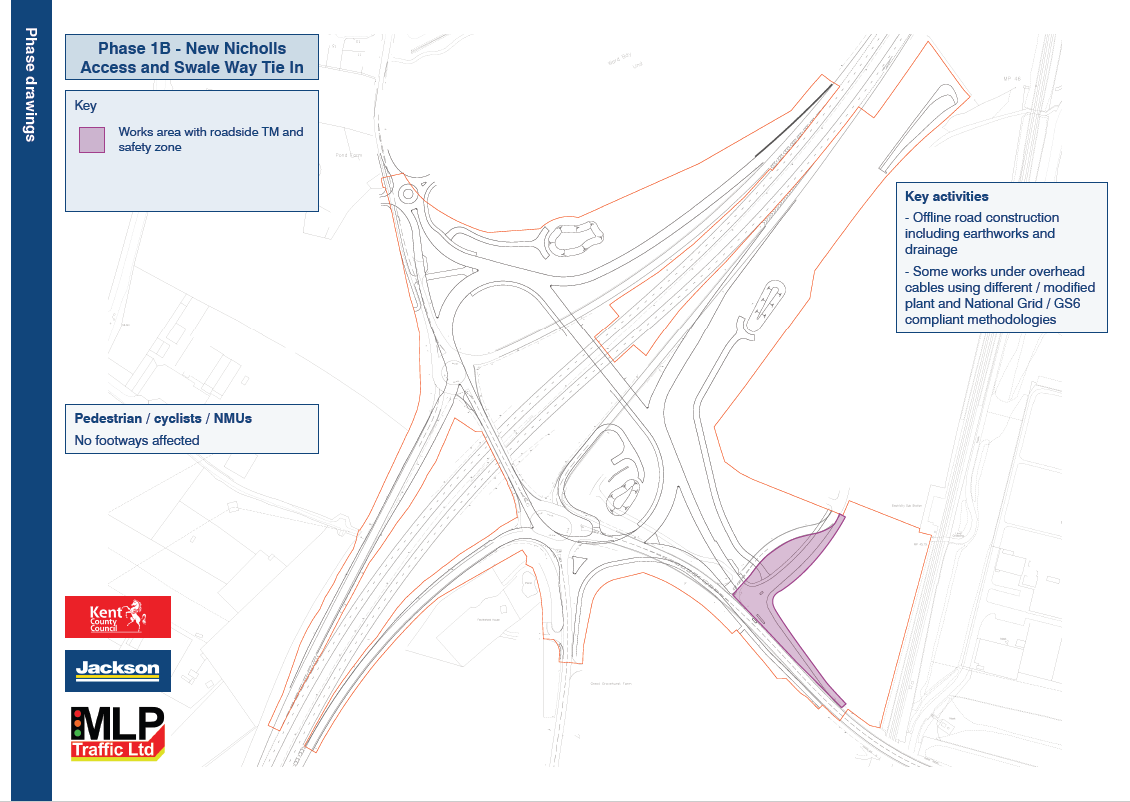 Phase drawings
Phase 1B - New Nicholls
Access and Swale Way Tie In
Key
Works area with roadside TM and
safety zone
Key activities
- Offline road construction
including earthworks and
drainage
- Some works under overhead
cables using different / modified
plant and National Grid / GS6
compliant methodologies
Pedestrian / cyclists / NMUs
No footways affected
Kent
County
Council
Jackson
MLP
Traffic Ltd